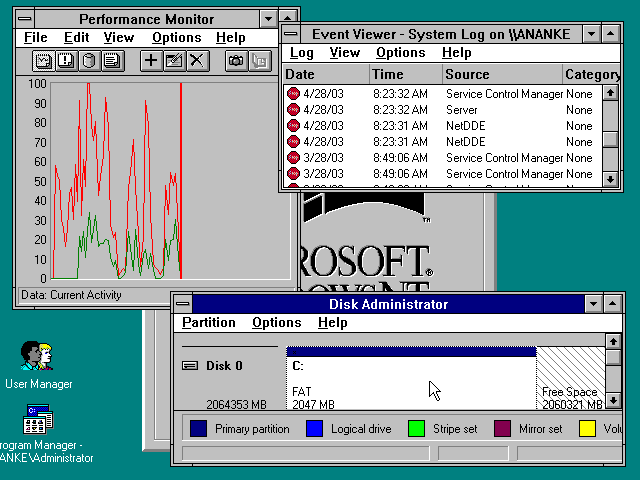 Performance Monitor
File Edit View Options Help
100
90
80
70
60
50
40
30
20
10
0
Data: Current Activity
Event Viewer - System Log on \\ANANKE
Log View Options Help
Date Time Source Category
4/28/03 8:23:32 AM Service Control Manager None
4/28/03 8:23:32 AM Server None
4/28/03 8:23:31 AM NetDDE None
4/28/03 8:23:31 AM NetDDE None
3/28/03 8:49:06 AM Service Control Manager None
3/28/03 8:49:06 AM Service Control Manager None
TM
ROSOFT®
OWS NT
Disk Administrator
Partition Options Help
Disk 0
2064353 MB
C:
FAT
2047 MB
Free Space
2060321 MB
Primary partition Logical drive Stripe set Mirror set Volu
User Manager
C:
rogram Manager -
ANKE\Administrator